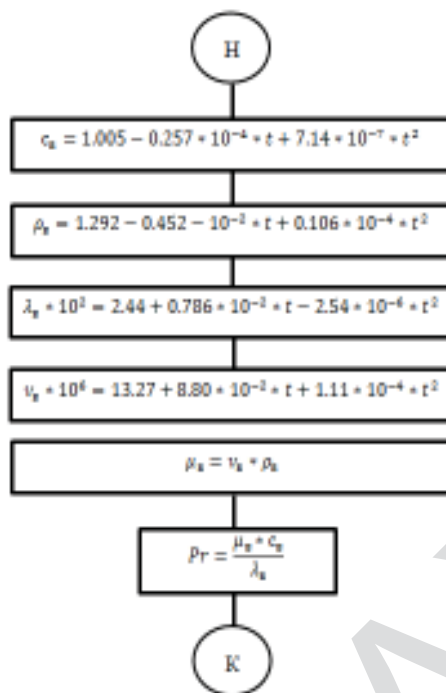 Н
c_в = 1.005 − 0.257 * 10⁻⁴ * t + 7.14 * 10⁻⁷ * t²
ρ_в = 1.292 − 0.452 − 10⁻² * t + 0.106 * 10⁻⁴ * t²
λ_в * 10² = 2.44 + 0.786 * 10⁻² * t − 2.54 * 10⁻⁶ * t²
υ_в * 10⁶ = 13.27 + 8.80 * 10⁻² * t + 1.11 * 10⁻⁴ * t²
μ_в = υ_в * ρ_в
Pr = μ_в * c_в / λ_в
К